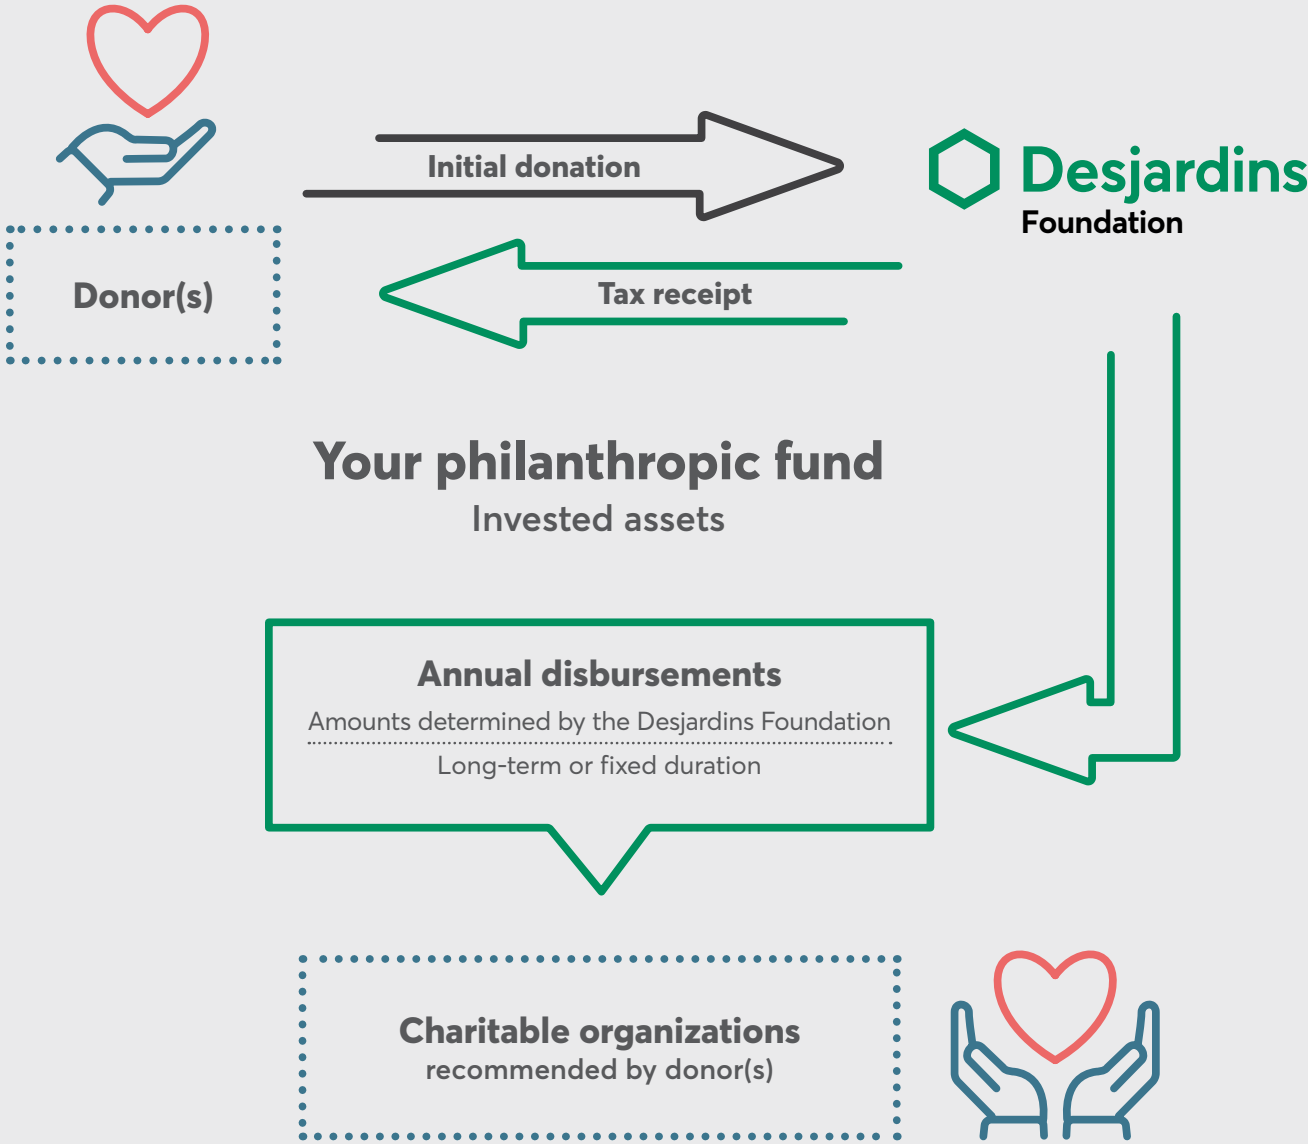 Initial donation
Desjardins
Foundation
Donor(s)
Tax receipt
Your philanthropic fund
Invested assets
Annual disbursements
Amounts determined by the Desjardins Foundation
Long-term or fixed duration
Charitable organizations
recommended by donor(s)